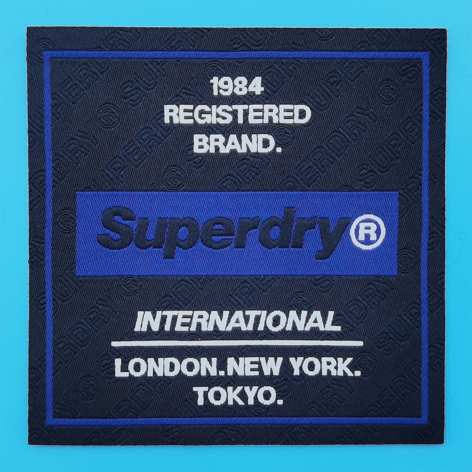 1984
REGISTERED
BRAND.
Superdry®
INTERNATIONAL
LONDON.NEW YORK.
TOKYO.